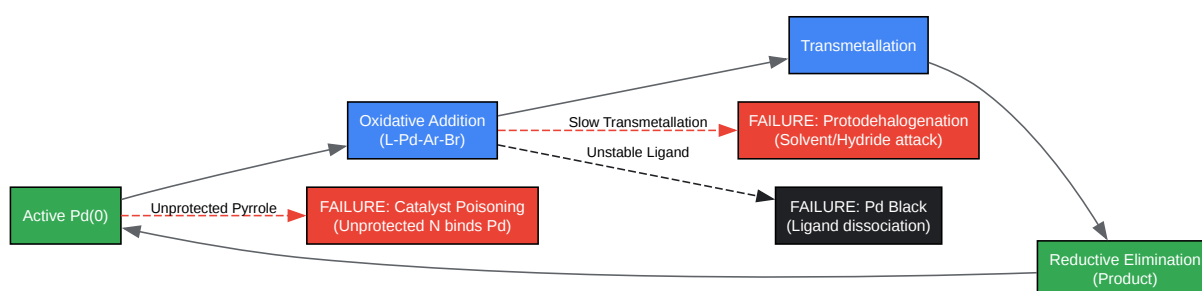 Transmetallation
Oxidative Addition
(L-Pd-Ar-Br)
Slow Transmetallation
FAILURE: Protodehalogenation
(Solvent/Hydride attack)
Unstable Ligand
Active Pd(0)
Unprotected Pyrrole
FAILURE: Catalyst Poisoning
(Unprotected N binds Pd)
FAILURE: Pd Black
(Ligand dissociation)
Reductive Elimination
(Product)